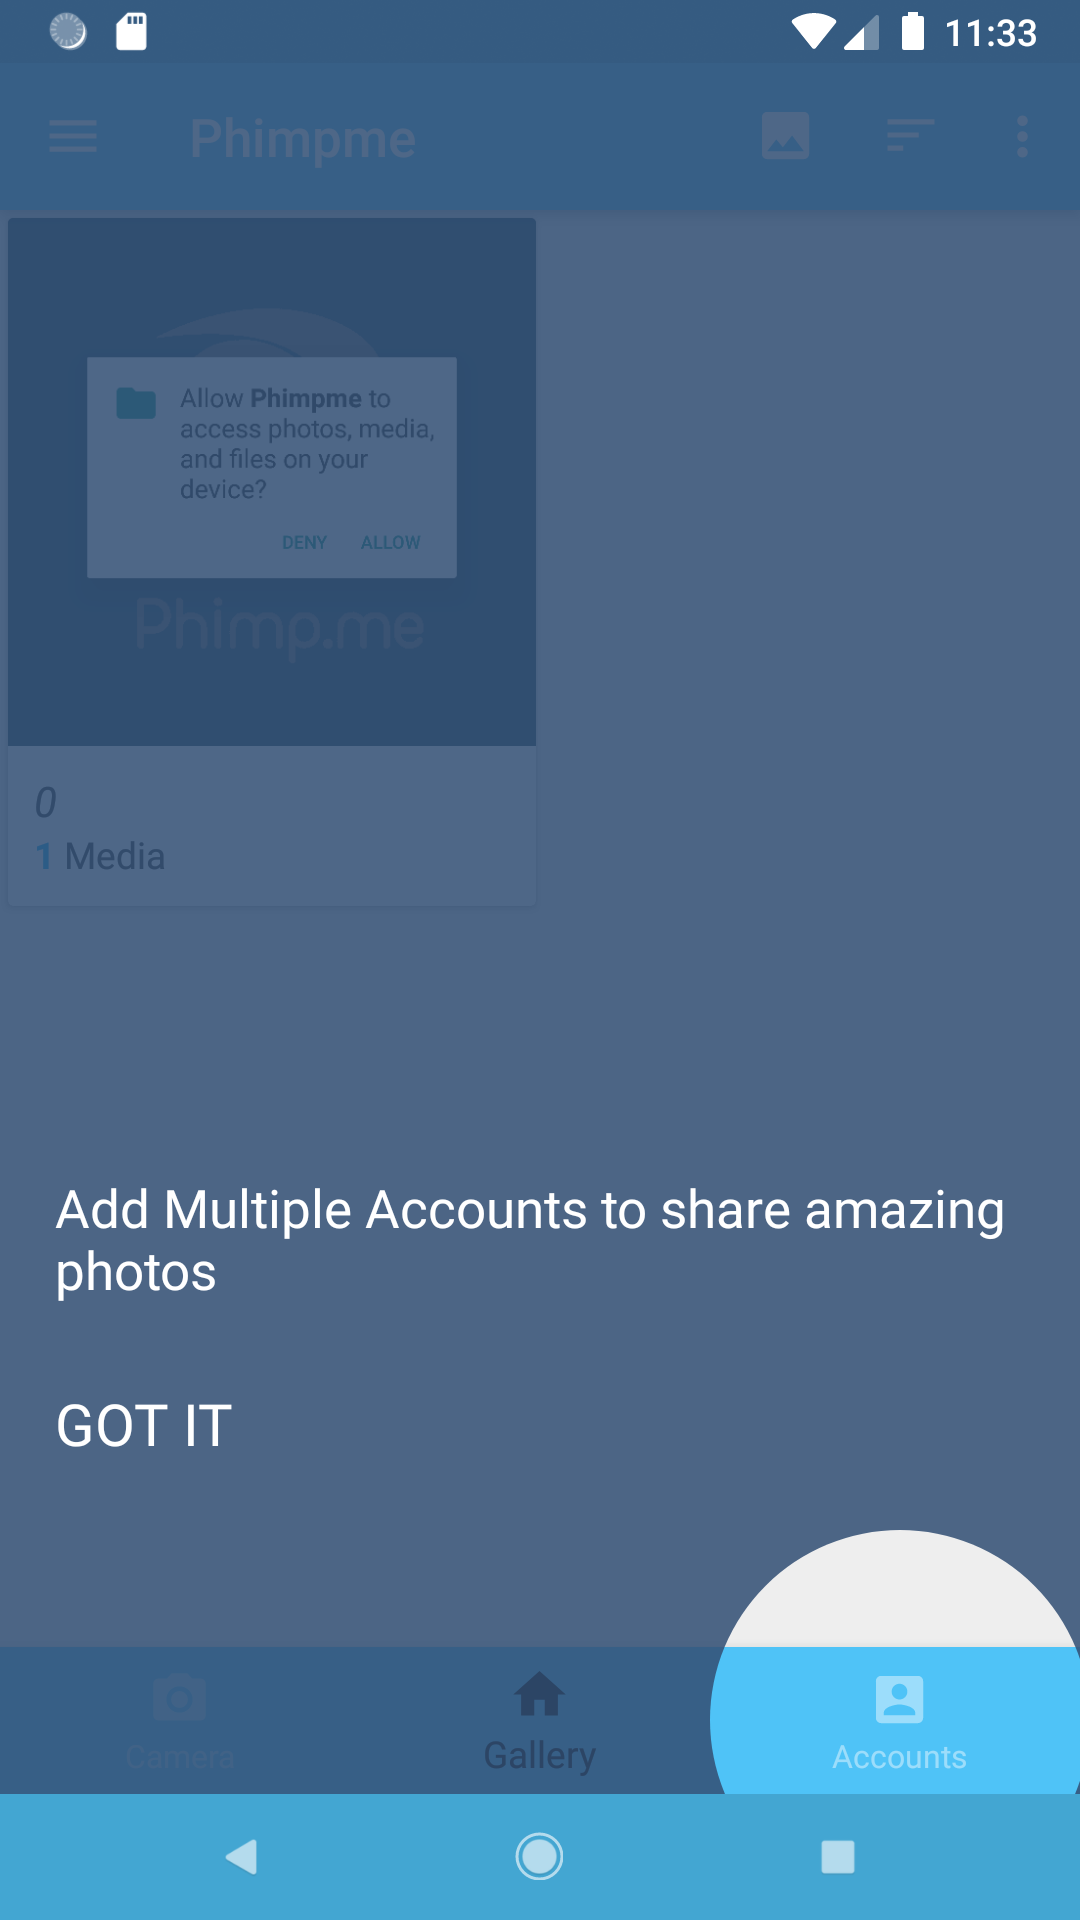 11:33
Phimpme
Allow Phimpme to
access photos, media,
and files on your
device?
DENY ALLOW
Phimp.me
0
1 Media
Add Multiple Accounts to share amazing
photos
GOT IT
Camera Gallery Accounts